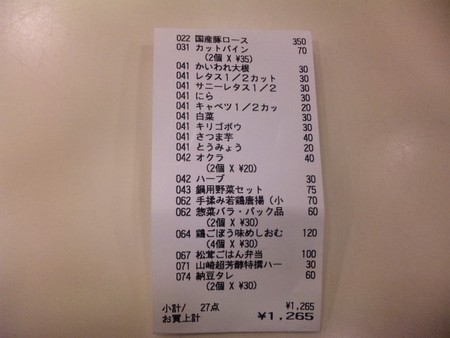 022 国産豚ロース 350
031 カットパイン 70
(2個 X ¥35)
041 かいわれ大根 30
041 レタス1/2カット 30
041 サニーレタス1/2 30
041 にら 30
041 キャベツ1/2カッ 20
041 白菜 30
041 キリゴボウ 30
041 さつま芋 40
041 とうみょう 20
042 オクラ 40
(2個 X ¥20)
042 ハーブ 30
043 鍋用野菜セット 75
062 手揉み若鶏唐揚(小 70
062 惣菜バラ・パック品 60
(2個 X ¥30)
064 鶏ごぼう味めしおむ 120
(4個 X ¥30)
067 松茸ごはん弁当 100
071 山崎超芳醇特撰ハー 30
074 納豆タレ 60
(2個 X ¥30)
小計/ 27点 ¥1,265
お買上計 ¥1,265